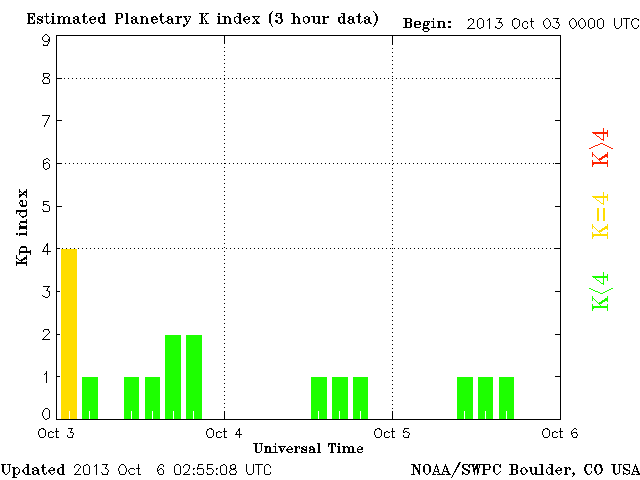 Estimated Planetary K index (3 hour data) Begin: 2013 Oct 03 0000 UTC
9
8
7
6
5
4
3
2
1
0
Kp index
K>4
K=4
K<4
Oct 3 Oct 4 Oct 5 Oct 6
Universal Time
Updated 2013 Oct 6 02:55:08 UTC NOAA/SWPC Boulder, CO USA